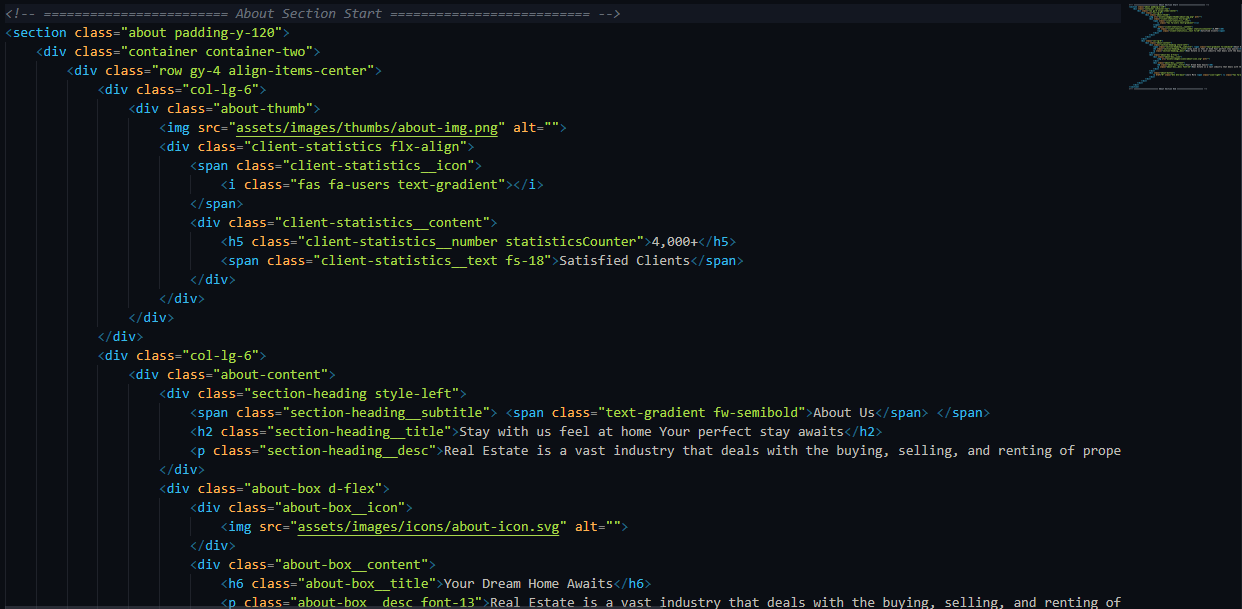 <!-- ======================== About Section Start ========================== -->
<section class="about padding-y-120">
    <div class="container container-two">
        <div class="row gy-4 align-items-center">
            <div class="col-lg-6">
                <div class="about-thumb">
                    <img src="assets/images/thumbs/about-img.png" alt="">
                    <div class="client-statistics flx-align">
                        <span class="client-statistics__icon">
                            <i class="fas fa-users text-gradient"></i>
                        </span>
                        <div class="client-statistics__content">
                            <h5 class="client-statistics__number statisticsCounter">4,000+</h5>
                            <span class="client-statistics__text fs-18">Satisfied Clients</span>
                        </div>
                    </div>
                </div>
            </div>
            <div class="col-lg-6">
                <div class="about-content">
                    <div class="section-heading style-left">
                        <span class="section-heading__subtitle"> <span class="text-gradient fw-semibold">About Us</span> </span>
                        <h2 class="section-heading__title">Stay with us feel at home Your perfect stay awaits</h2>
                        <p class="section-heading__desc">Real Estate is a vast industry that deals with the buying, selling, and renting of prope
                    </div>
                    <div class="about-box d-flex">
                        <div class="about-box__icon">
                            <img src="assets/images/icons/about-icon.svg" alt="">
                        </div>
                        <div class="about-box__content">
                            <h6 class="about-box__title">Your Dream Home Awaits</h6>
                            <p class="about-box__desc font-13">Real Estate is a vast industry that deals with the buying, selling, and renting of